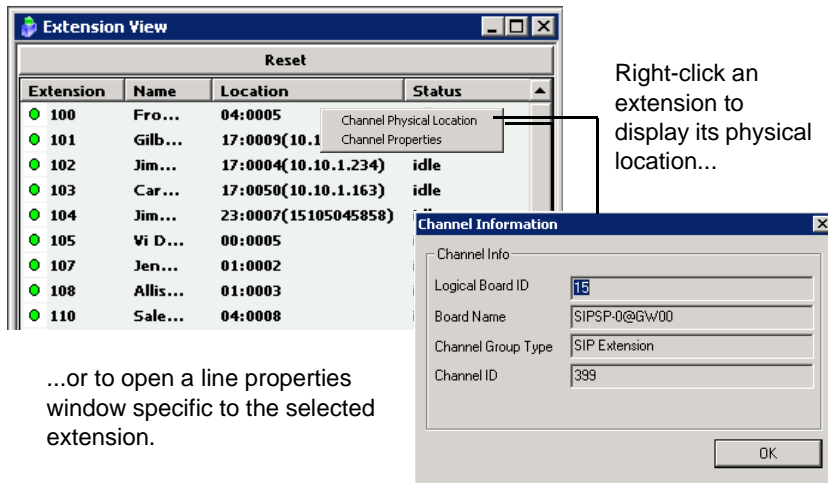 Extension View
Reset
Extension Name Location Status
100 Fro... 04:0005
Channel Physical Location
Channel Properties
101 Gilb... 17:0009(10.1
102 Jim... 17:0004(10.10.1.234) idle
103 Car... 17:0050(10.10.1.163) idle
104 Jim... 23:0007(15105045858)
105 Vi D... 00:0005
107 Jen... 01:0002
108 Allis... 01:0003
110 Sale... 04:0008
Right-click an
extension to
display its physical
location...
Channel Information
Channel Info
Logical Board ID 15
Board Name SIPSP-0@GW00
Channel Group Type SIP Extension
Channel ID 399
OK
...or to open a line properties
window specific to the selected
extension.